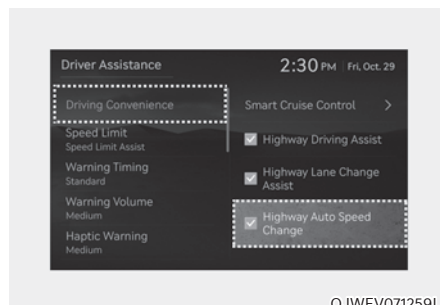 Driver Assistance
2:30 PM Fri, Oct. 29
Driving Convenience
Smart Cruise Control >
Speed Limit
Speed Limit Assist
Highway Driving Assist
Warning Timing
Standard
Highway Lane Change
Assist
Warning Volume
Medium
Highway Auto Speed
Change
Haptic Warning
Medium